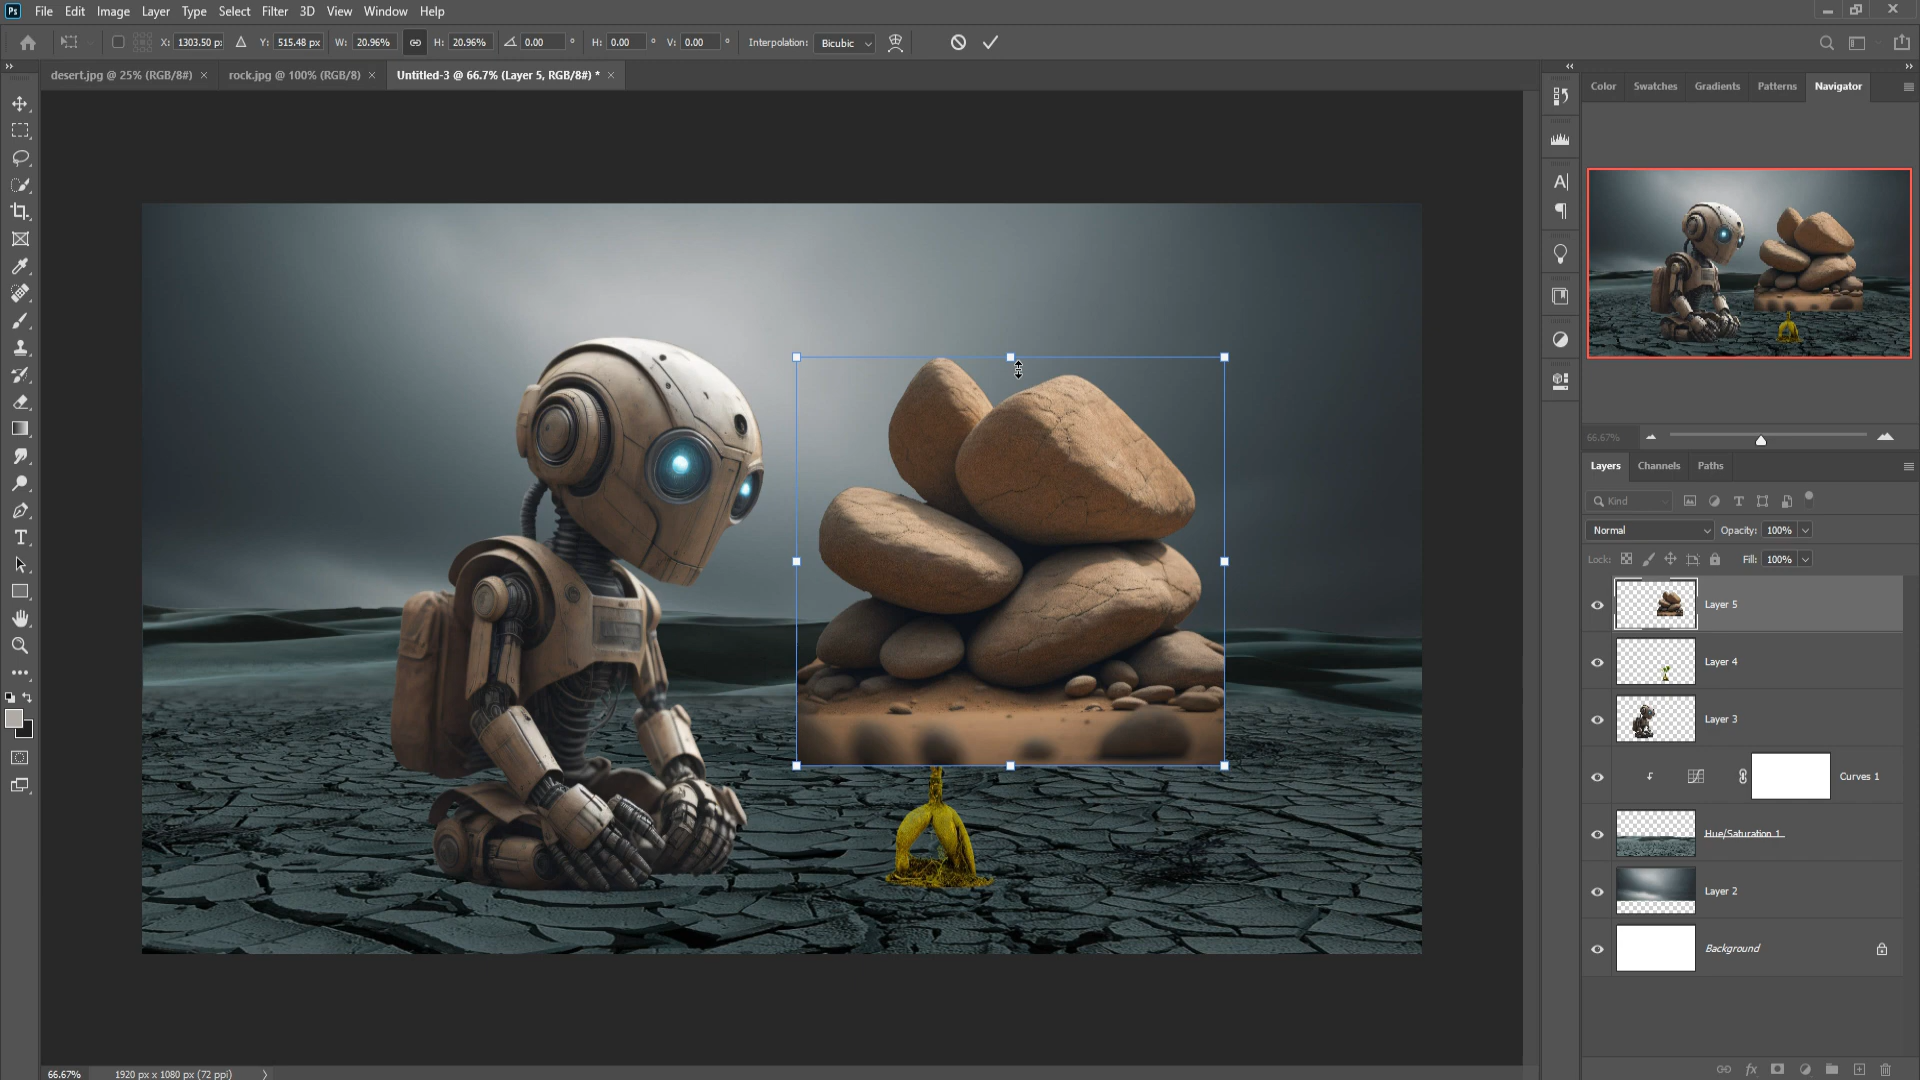 Ps File Edit Image Layer Type Select Filter 3D View Window Help
X: 1303.50 px Y: 515.48 px W: 20.96% H: 20.96% 0.00 ° H: 0.00 ° V: 0.00 ° Interpolation: Bicubic
desert.jpg @ 25% (RGB/8#) × rock.jpg @ 100% (RGB/8) × Untitled-3 @ 66.7% (Layer 5, RGB/8#) * ×
Color Swatches Gradients Patterns Navigator
66.67%
Layers Channels Paths
Kind
Normal Opacity: 100%
Lock: Fill: 100%
Layer 5
Layer 4
Layer 3
Curves 1
Hue/Saturation 1
Layer 2
Background
66.67% 1920 px x 1080 px (72 ppi)